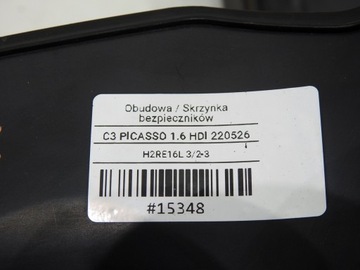 Obudowa / Skrzynka
bezpieczników
C3 PICASSO 1.6 HDI 220526
H2RE16L 3/2-3
#15348